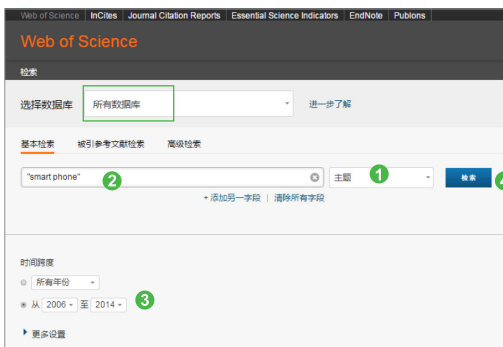 Web of Science InCites Journal Citation Reports Essential Science Indicators EndNote Publons
Web of Science
检索
选择数据库 所有数据库 进一步了解
基本检索 被引参考文献检索 高级检索
"smart phone" 2 主题 1 检索 4
+ 添加另一字段 | 清除所有字段
时间跨度
所有年份
从 2006 至 2014 3
更多设置